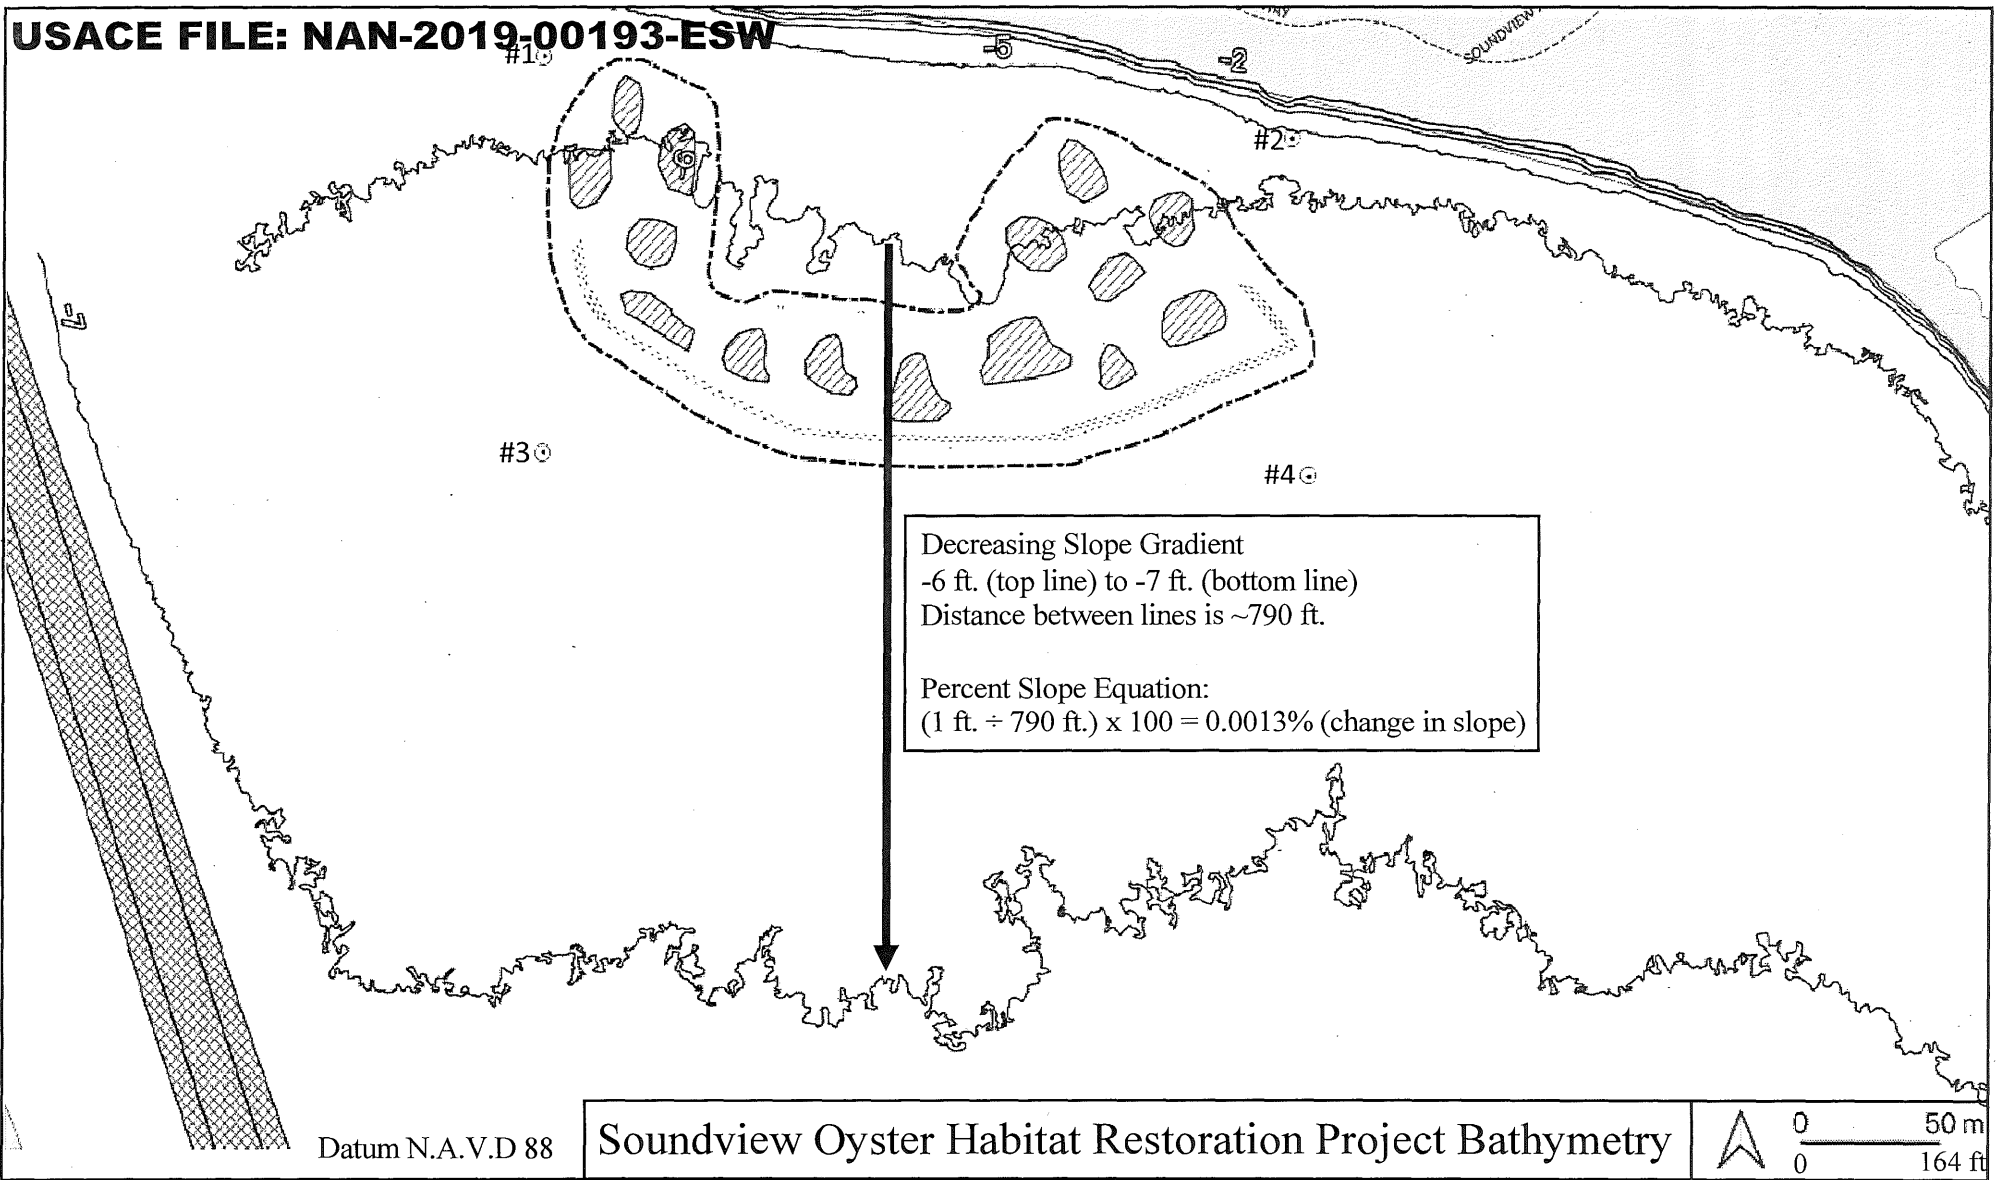 USACE FILE: NAN-2019-00193-ESW
SOUNDVIEW
-5
-2
#1
#2
-6
-7
#3
#4
Decreasing Slope Gradient
-6 ft. (top line) to -7 ft. (bottom line)
Distance between lines is ~790 ft.
Percent Slope Equation:
(1 ft. ÷ 790 ft.) x 100 = 0.0013% (change in slope)
Datum N.A.V.D 88
Soundview Oyster Habitat Restoration Project Bathymetry
0 50 m
0 164 ft